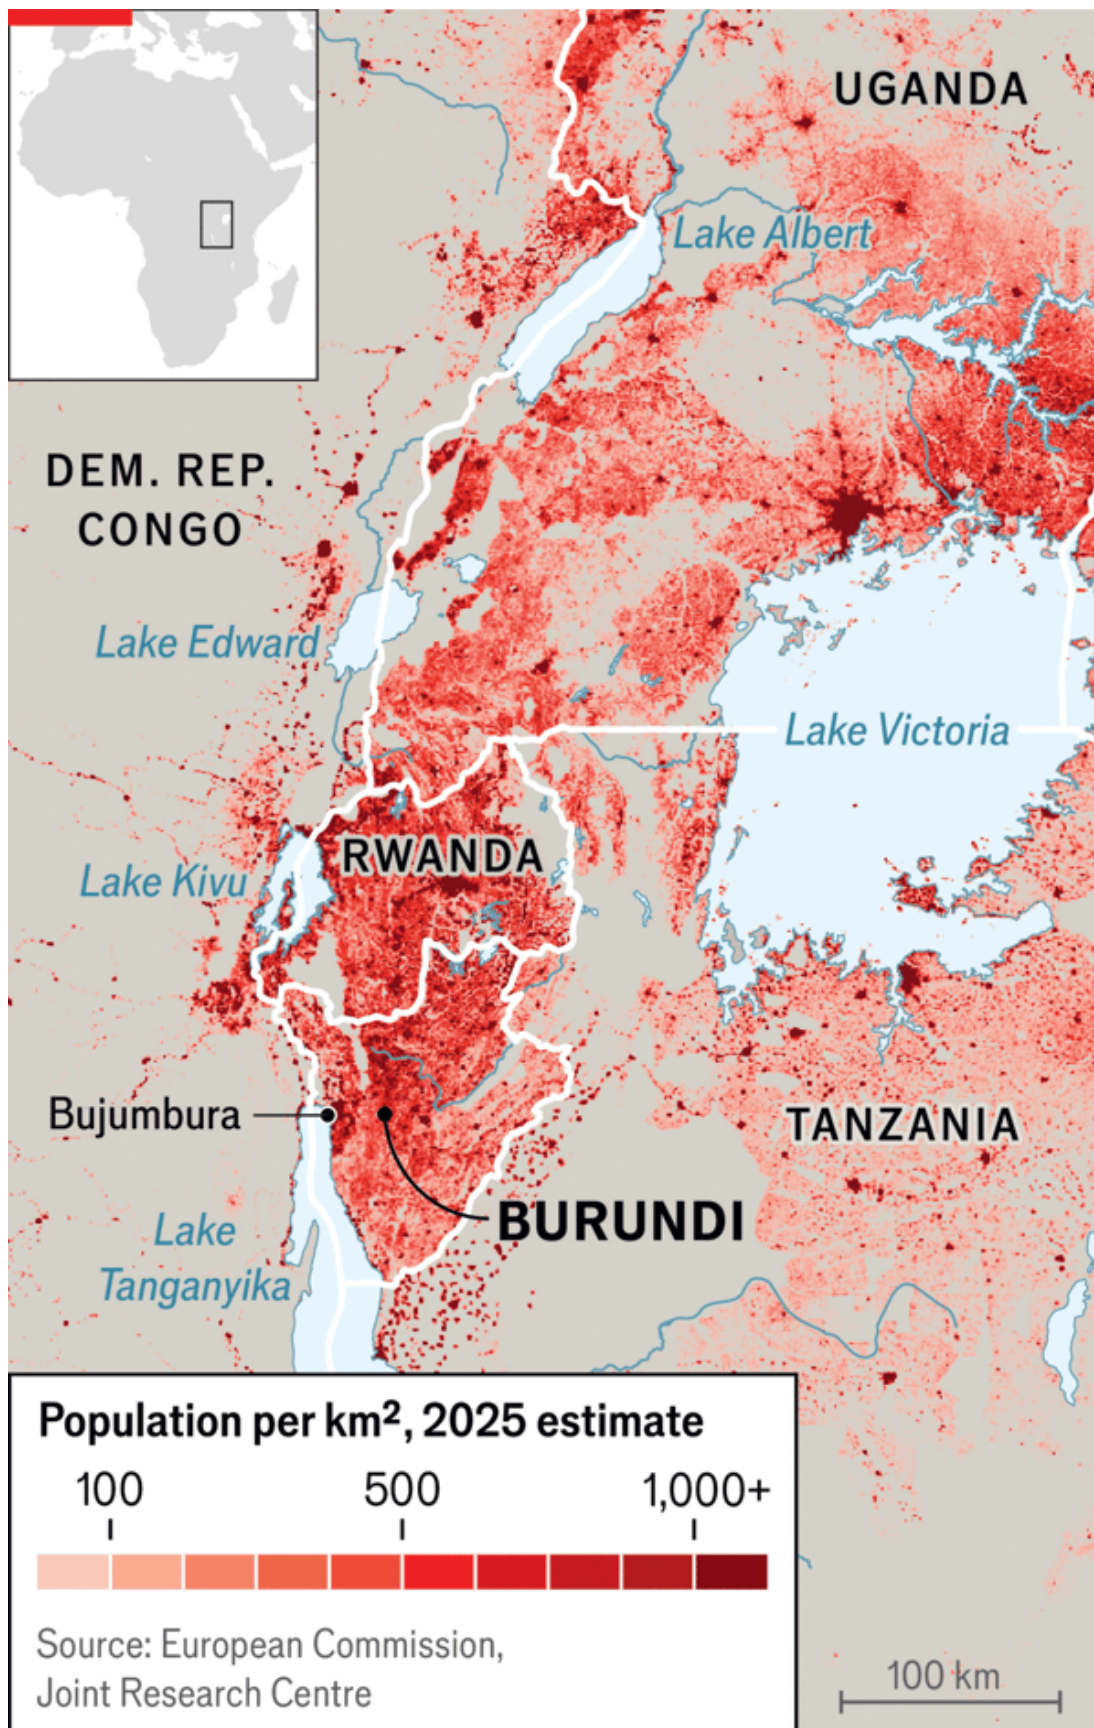 UGANDA
Lake Albert
DEM. REP.
CONGO
Lake Edward
Lake Victoria
RWANDA
Lake Kivu
Bujumbura
TANZANIA
BURUNDI
Lake
Tanganyika
Population per km², 2025 estimate
100 500 1,000+
Source: European Commission,
Joint Research Centre
100 km